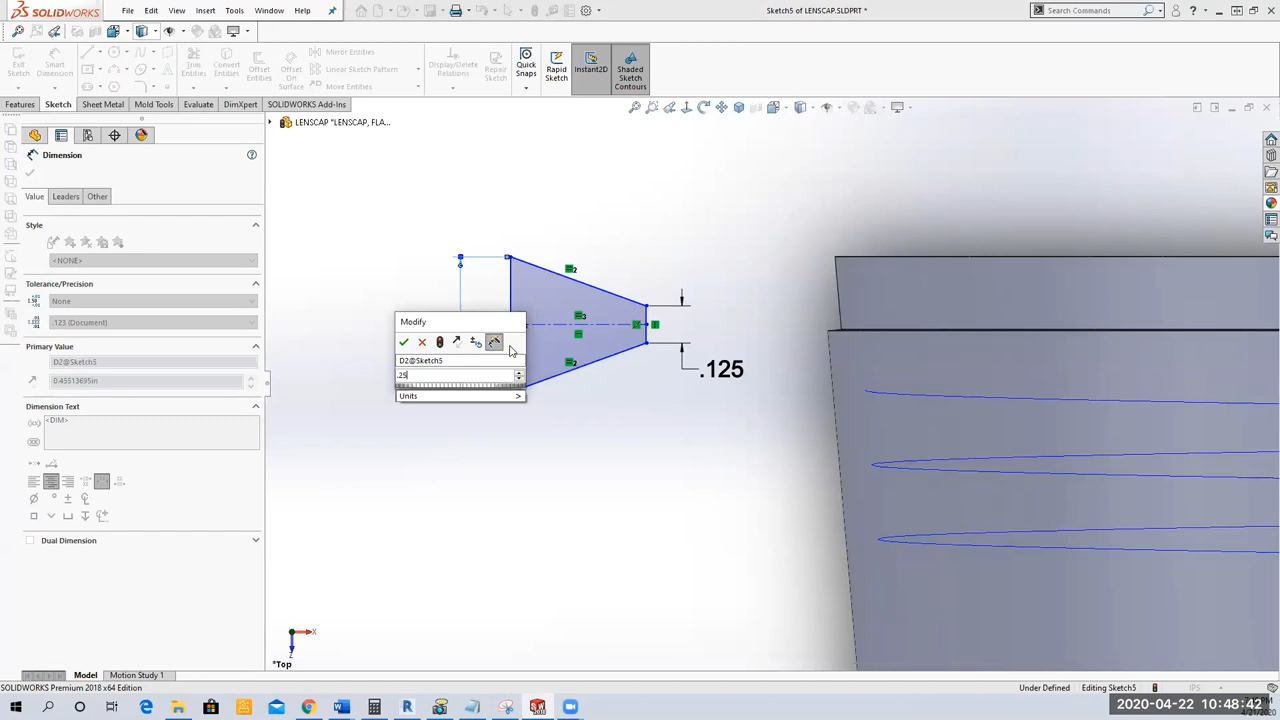 SOLIDWORKS
File Edit View Insert Tools Window Help
Sketch5 of LENSCAP.SLDPRT *
Search Commands
Exit Sketch
Smart Dimension
Trim Entities
Convert Entities
Offset Entities
Offset On Surface
Mirror Entities
Linear Sketch Pattern
Move Entities
Display/Delete Relations
Repair Sketch
Quick Snaps
Rapid Sketch
Instant2D
Shaded Sketch Contours
Features Sketch Sheet Metal Mold Tools Evaluate DimXpert SOLIDWORKS Add-Ins
LENSCAP "LENSCAP, FLA...
Dimension
Value Leaders Other
Style
<NONE>
Tolerance/Precision
None
.123 (Document)
Primary Value
D2@Sketch5
0.45513695in
Dimension Text
<DIM>
Dual Dimension
2
3
2
.125
Modify
D2@Sketch5
.25
Units >
X
Z
*Top
Model Motion Study 1
SOLIDWORKS Premium 2018 x64 Edition
Under Defined Editing Sketch5 IPS
2020-04-22 10:48:42